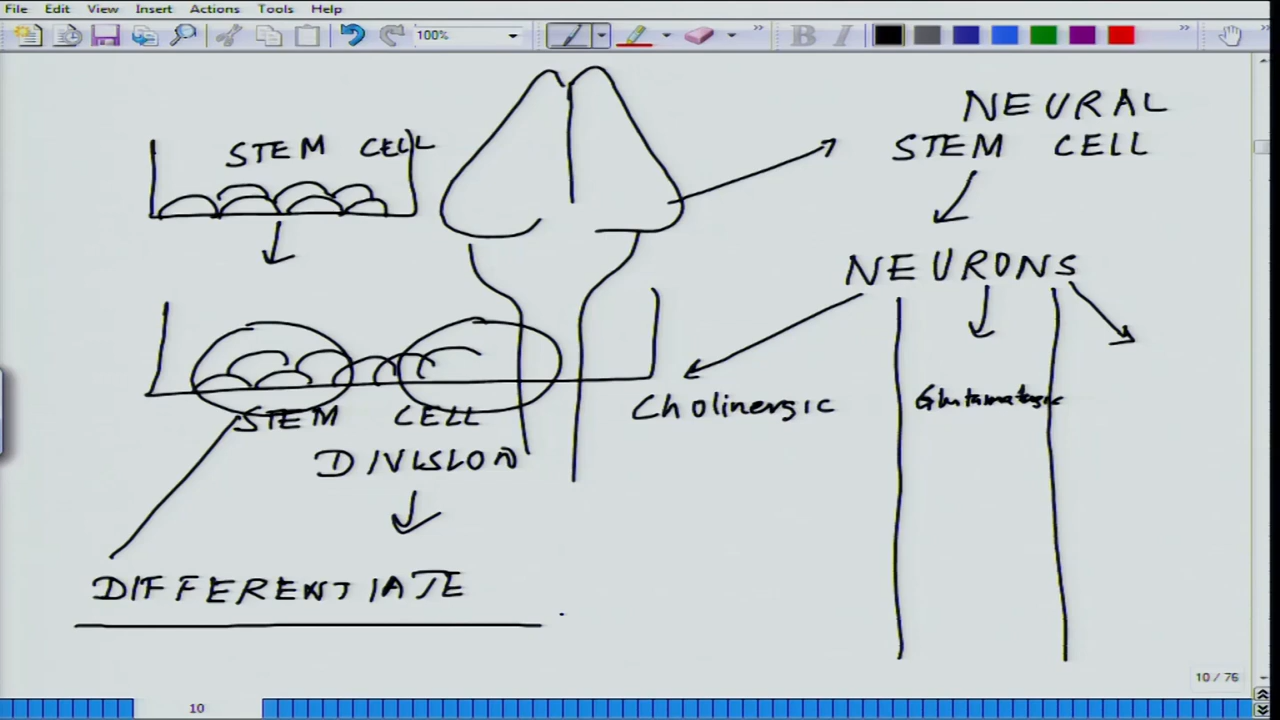 File Edit View Insert Actions Tools Help
100%
B I
NEURAL
STEM CELL
STEM CELL
NEURONS
Cholinergic
Glutamatergic
STEM CELL
DIVISION
DIFFERENTIATE
10 / 76
10